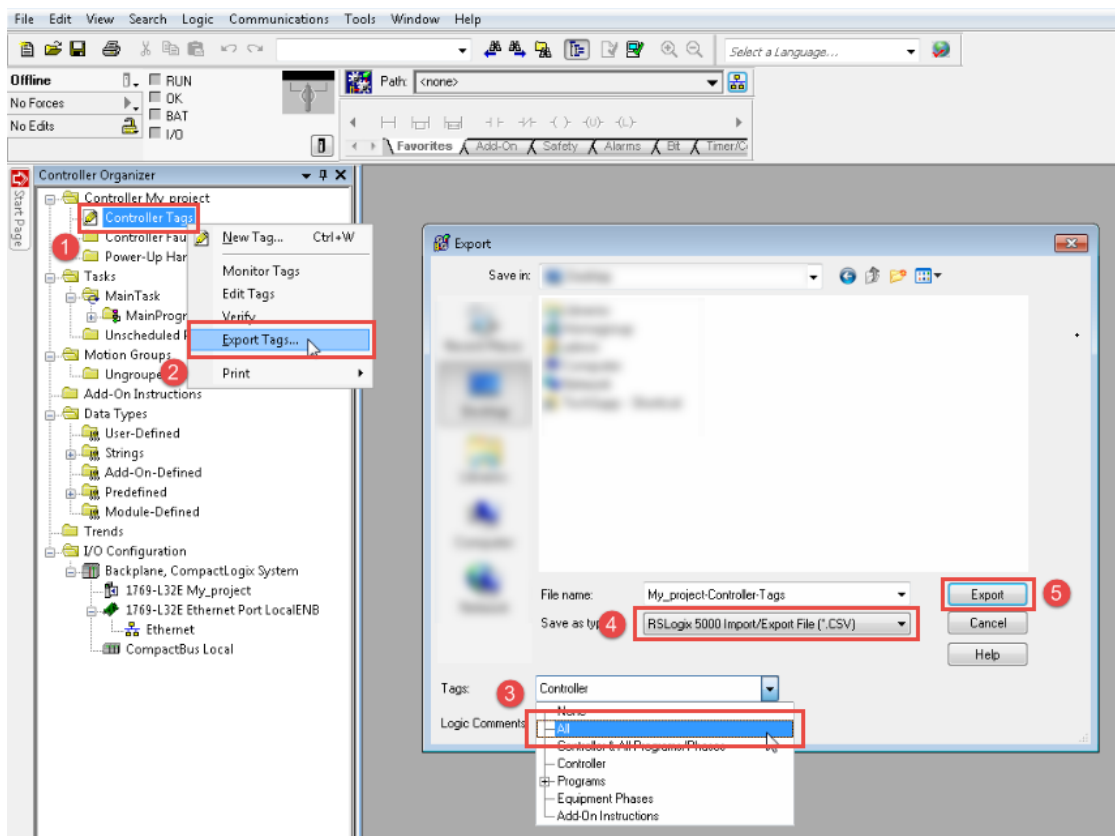 File Edit View Search Logic Communications Tools Window Help
Select a Language...
Offline
RUN
No Forces
OK
No Edits
BAT
I/O
Path: <none>
Favorites Add-On Safety Alarms Bit Timer/C
Start Page
Controller Organizer
Controller My_project
Controller Tags
1
Controller Fau
Power-Up Har
Tasks
MainTask
MainProgr
Unscheduled P
Motion Groups
Ungroupe
2
Add-On Instructions
Data Types
User-Defined
Strings
Add-On-Defined
Predefined
Module-Defined
Trends
I/O Configuration
Backplane, CompactLogix System
1769-L32E My_project
1769-L32E Ethernet Port LocalENB
Ethernet
CompactBus Local
New Tag... Ctrl+W
Monitor Tags
Edit Tags
Verify
Export Tags...
Print
Export
Save in:
File name: My_project-Controller-Tags
Export
5
Save as typ
4
RSLogix 5000 Import/Export File (*.CSV)
Cancel
Help
Tags:
3
Controller
Logic Comments
None
All
Controller & All Programs/Phases
Controller
Programs
Equipment Phases
Add-On Instructions